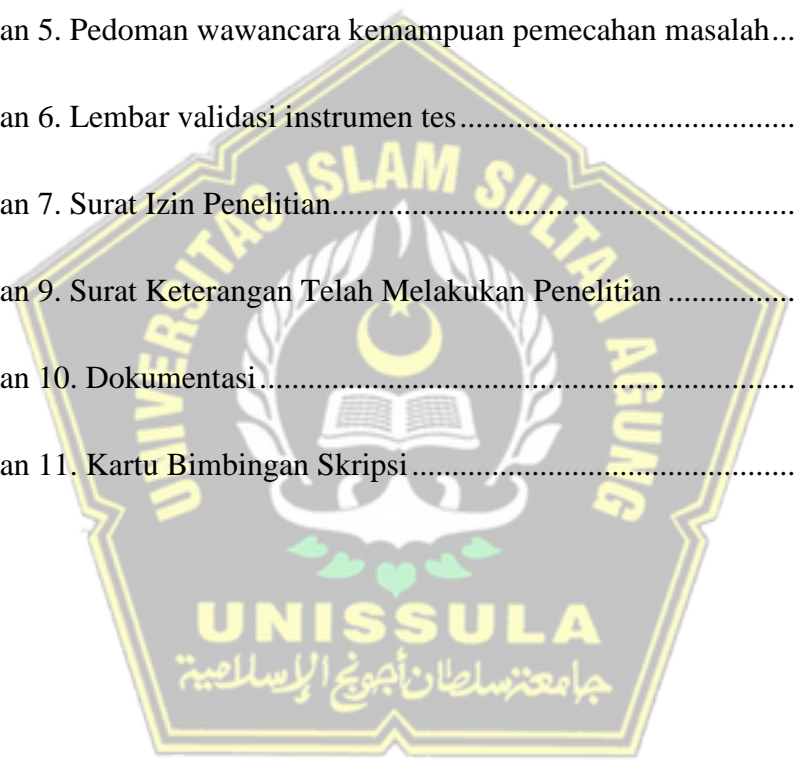 an 5. Pedoman wawancara kemampuan pemecahan masalah...
an 6. Lembar validasi instrumen tes..........................................
an 7. Surat Izin Penelitian..........................................................
an 9. Surat Keterangan Telah Melakukan Penelitian ................
an 10. Dokumentasi...................................................................
an 11. Kartu Bimbingan Skripsi................................................
UNIVERSITAS ISLAM SULTAN AGUNG
UNISSULA
جامعتنسلطان أجونج الإسلامية